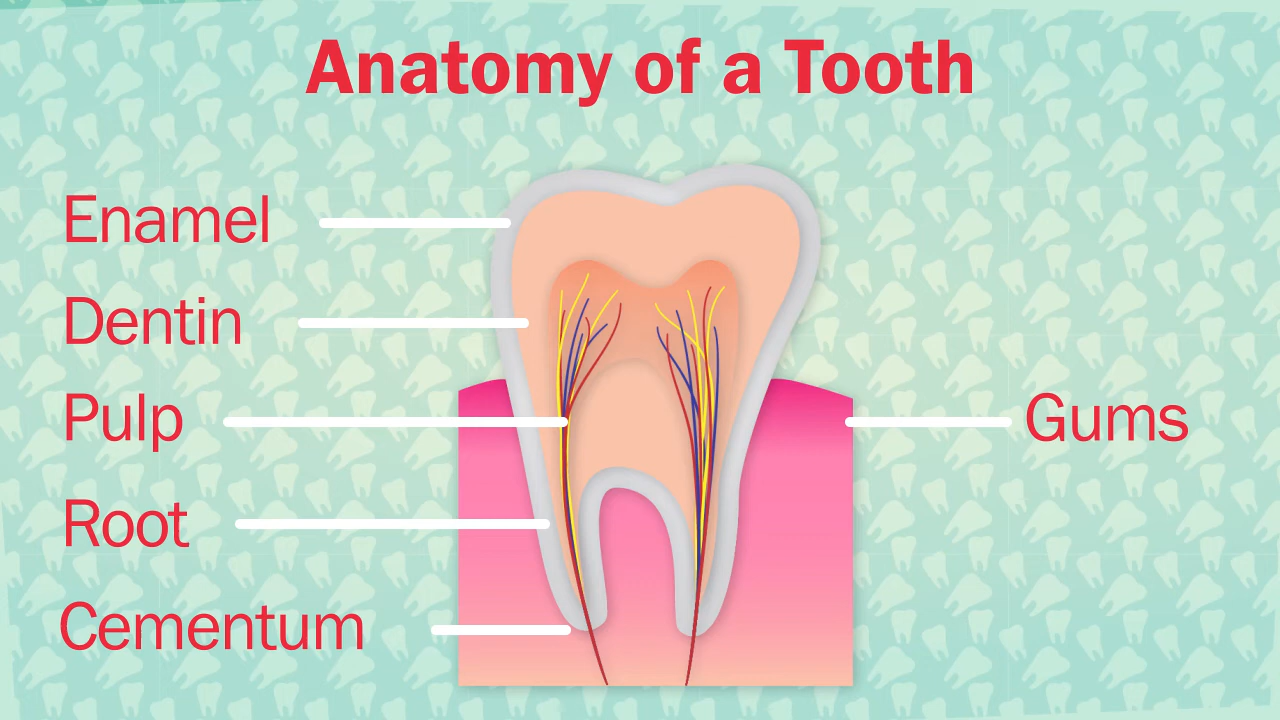 Anatomy of a Tooth
Enamel
Dentin
Pulp
Gums
Root
Cementum